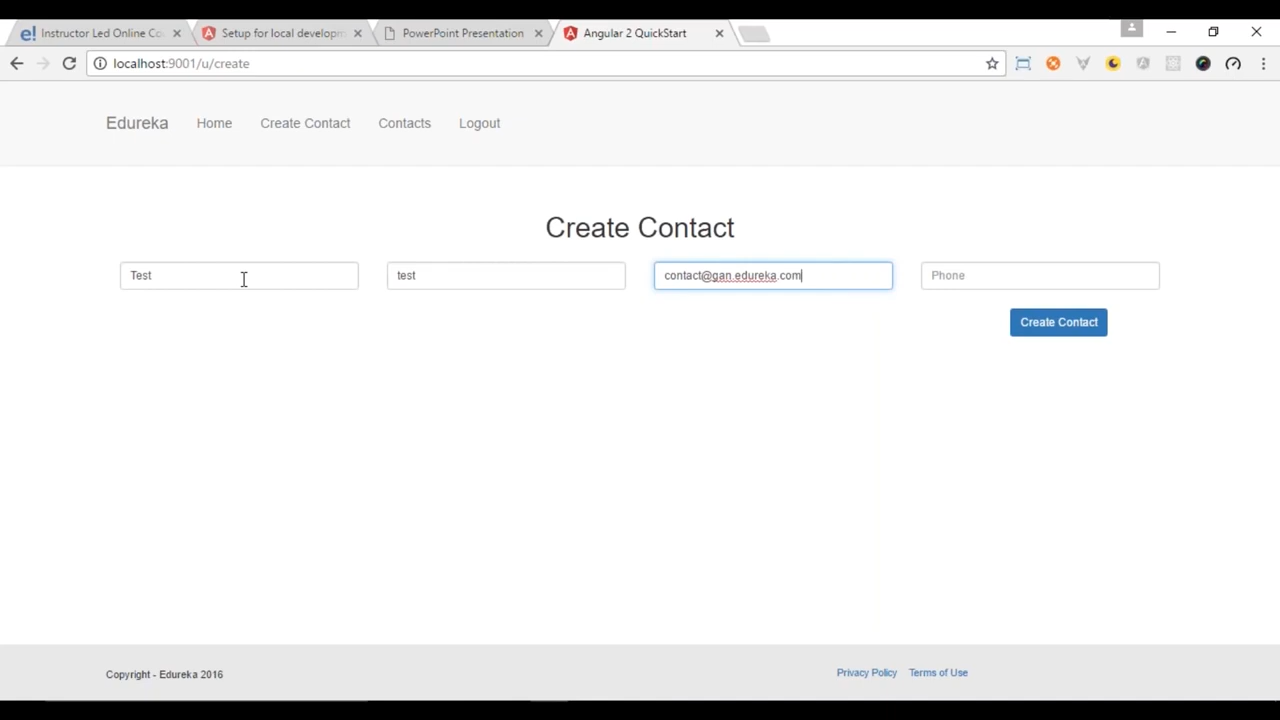 e! Instructor Led Online Co
Setup for local developm
PowerPoint Presentation
Angular 2 QuickStart
localhost:9001/u/create
Edureka
Home
Create Contact
Contacts
Logout
Create Contact
Test
test
contact@gan.edureka.com
Phone
Create Contact
Copyright - Edureka 2016
Privacy Policy
Terms of Use